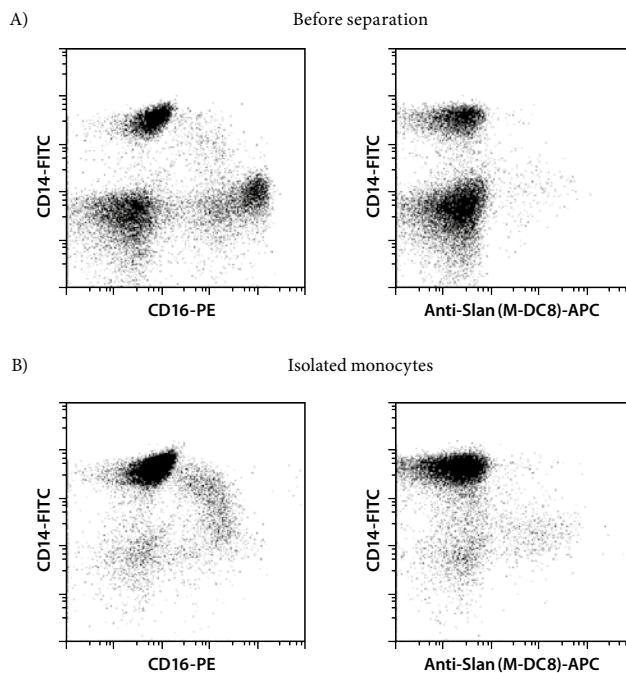 A)
Before separation
CD14-FITC
CD14-FITC
CD16-PE
Anti-Slan (M-DC8)-APC
B)
Isolated monocytes
CD14-FITC
CD14-FITC
CD16-PE
Anti-Slan (M-DC8)-APC